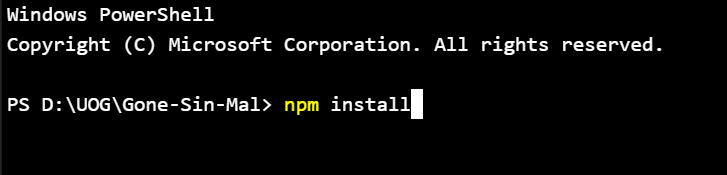 Windows PowerShell
Copyright (C) Microsoft Corporation. All rights reserved.
PS D:\UOG\Gone-Sin-Mal> npm install